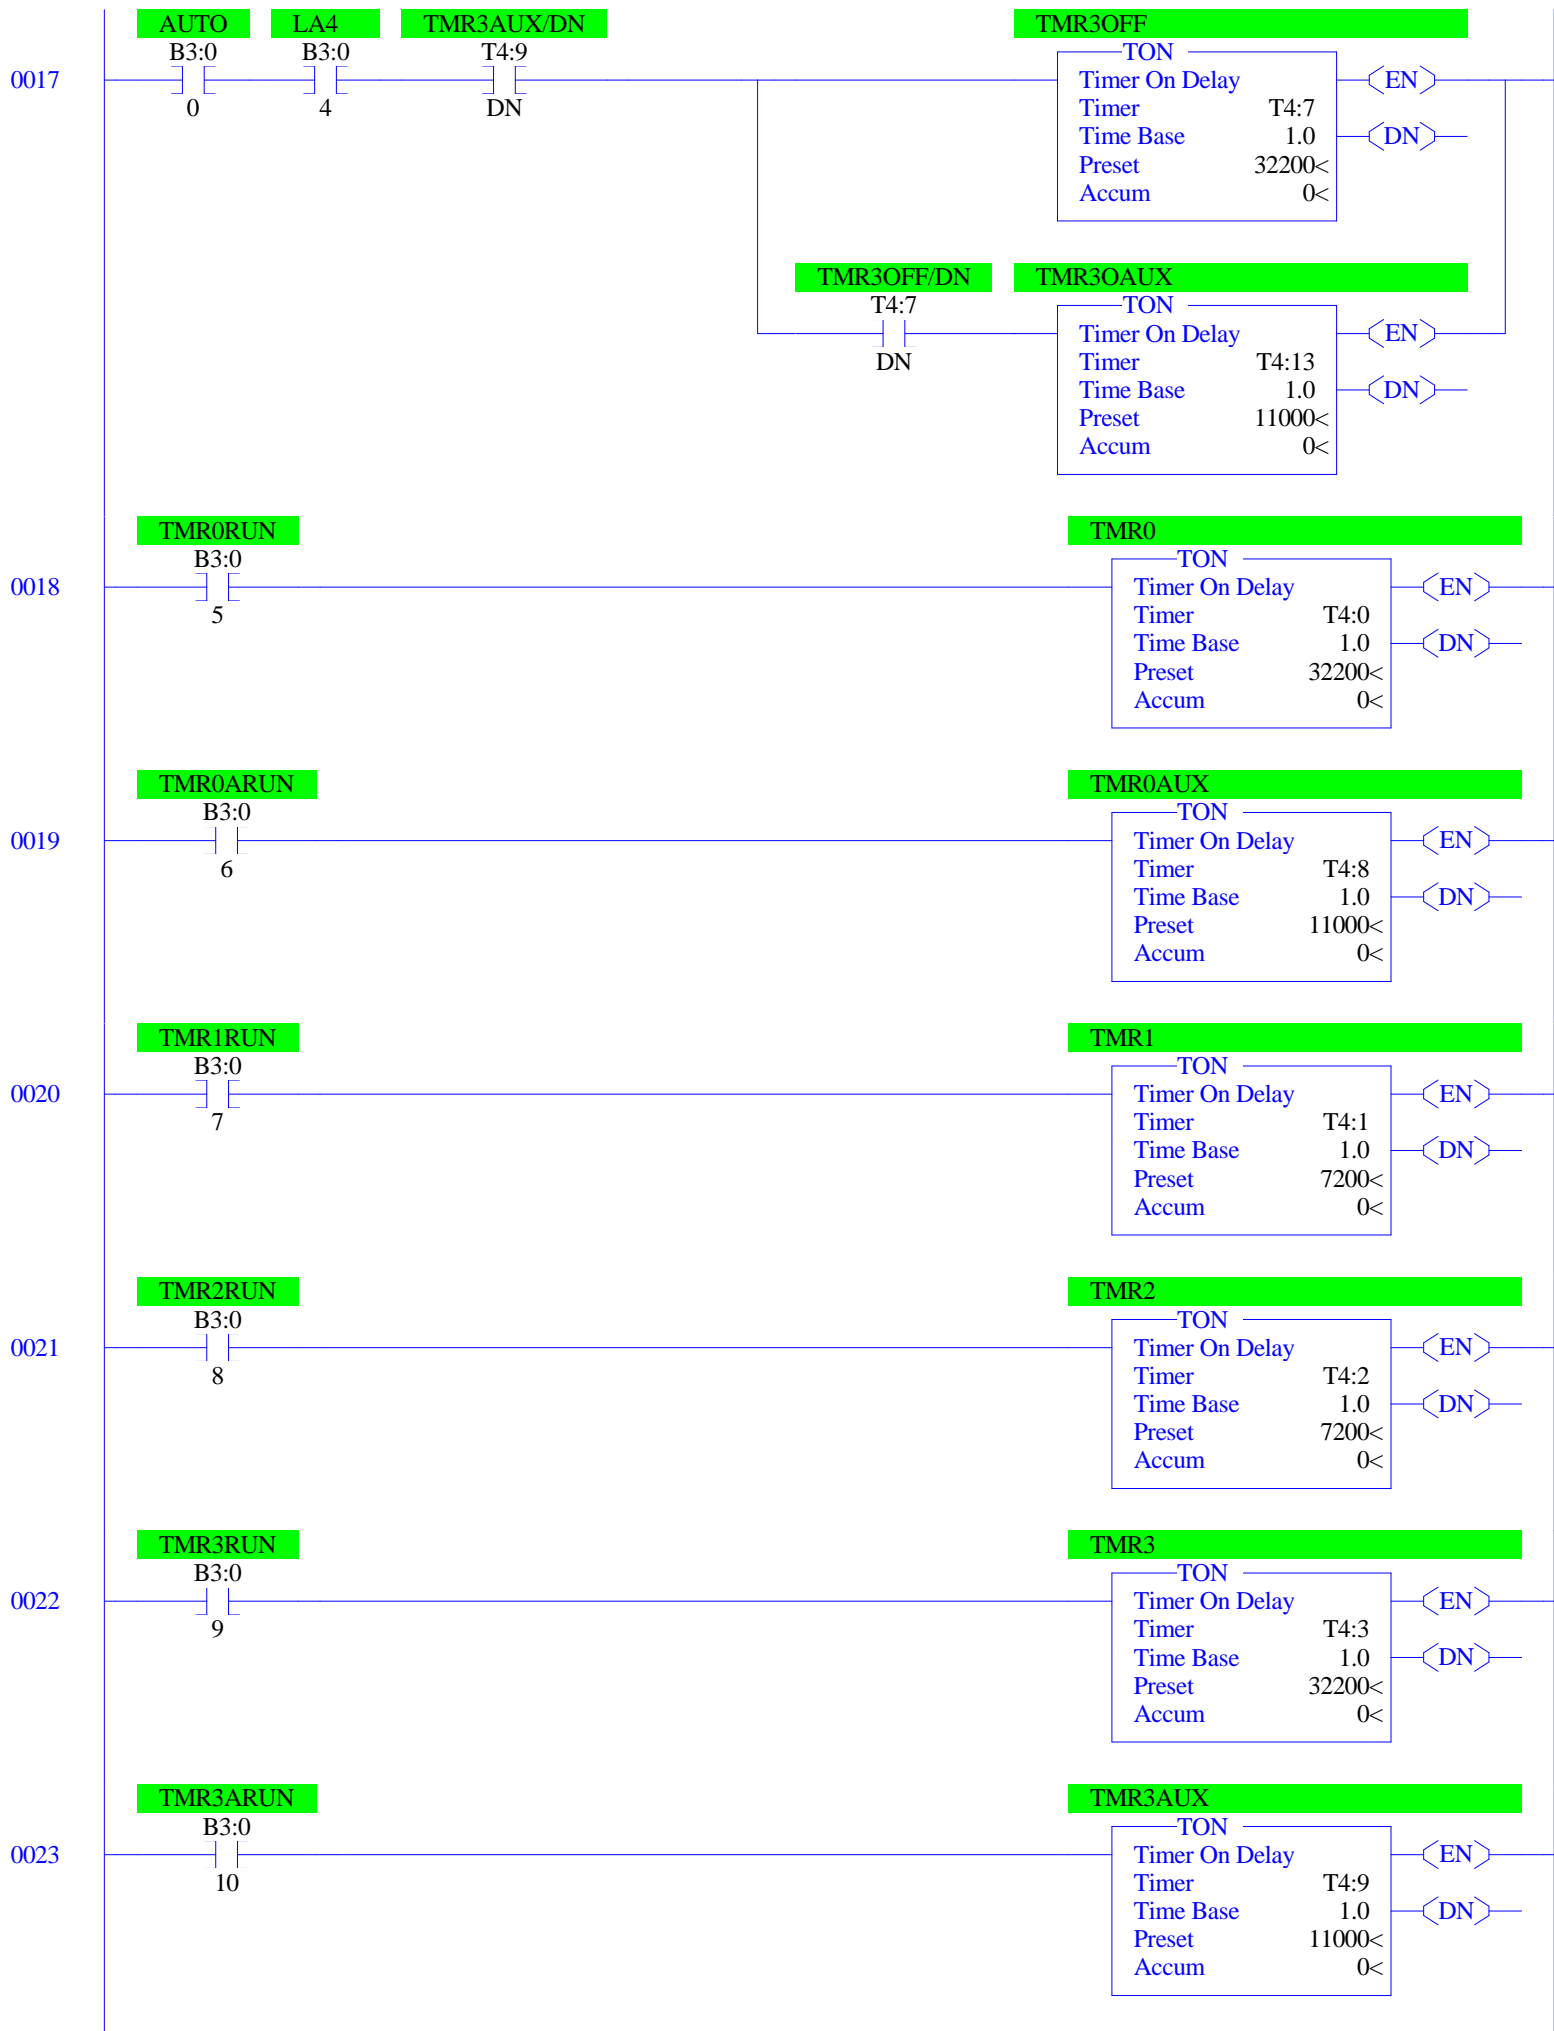 AUTO LA4 TMR3AUX/DN TMR3OFF
B3:0 B3:0 T4:9 TON
0017 Timer On Delay EN
0 4 DN Timer T4:7
Time Base 1.0 DN
Preset 32200<
Accum 0<
TMR3OFF/DN TMR3OAUX
T4:7 TON
Timer On Delay EN
DN Timer T4:13
Time Base 1.0 DN
Preset 11000<
Accum 0<
TMR0RUN TMR0
B3:0 TON
0018 Timer On Delay EN
5 Timer T4:0
Time Base 1.0 DN
Preset 32200<
Accum 0<
TMR0ARUN TMR0AUX
B3:0 TON
0019 Timer On Delay EN
6 Timer T4:8
Time Base 1.0 DN
Preset 11000<
Accum 0<
TMR1RUN TMR1
B3:0 TON
0020 Timer On Delay EN
7 Timer T4:1
Time Base 1.0 DN
Preset 7200<
Accum 0<
TMR2RUN TMR2
B3:0 TON
0021 Timer On Delay EN
8 Timer T4:2
Time Base 1.0 DN
Preset 7200<
Accum 0<
TMR3RUN TMR3
B3:0 TON
0022 Timer On Delay EN
9 Timer T4:3
Time Base 1.0 DN
Preset 32200<
Accum 0<
TMR3ARUN TMR3AUX
B3:0 TON
0023 Timer On Delay EN
10 Timer T4:9
Time Base 1.0 DN
Preset 11000<
Accum 0<